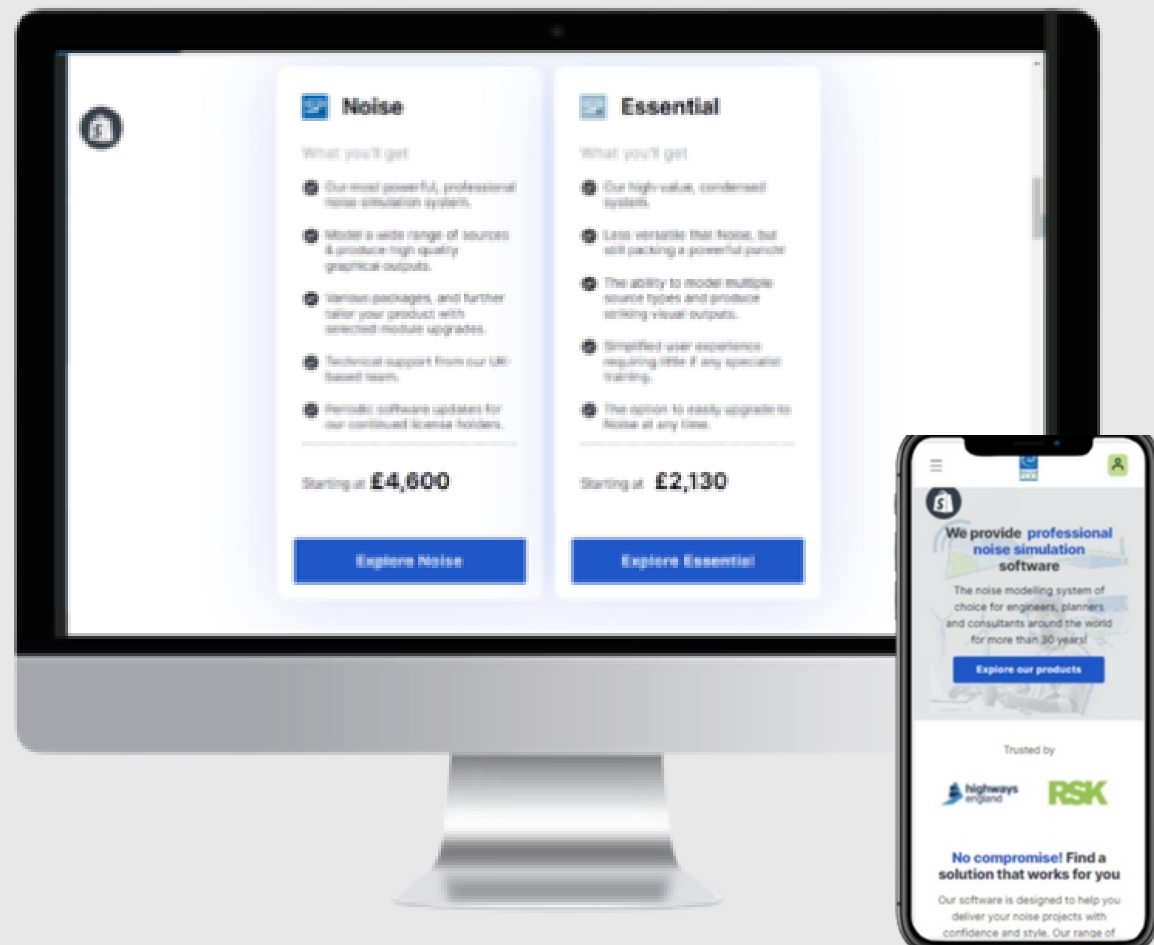 Noise
What you'll get
Our most powerful, professional
noise simulation system.
Model a wide range of sources
& produce high quality
graphical outputs.
Various packages, and further
tailor your product with
selected module upgrades.
Technical support from our UK-
based team.
Periodic software updates for
our continued license holders.
Starting at £4,600
Explore Noise
Essential
What you'll get
Our high-value, condensed
system.
Less versatile that Noise, but
still packing a powerful punch!
The ability to model multiple
source types and produce
striking visual outputs.
Simplified user experience
requiring little if any specialist
training.
The option to easily upgrade to
Noise at any time.
Starting at £2,130
Explore Essential
We provide professional
noise simulation
software
The noise modelling system of
choice for engineers, planners
and consultants around the world
for more than 30 years!
Explore our products
Trusted by
highways
england
RSK
No compromise! Find a
solution that works for you
Our software is designed to help you
deliver your noise projects with
confidence and style. Our range of